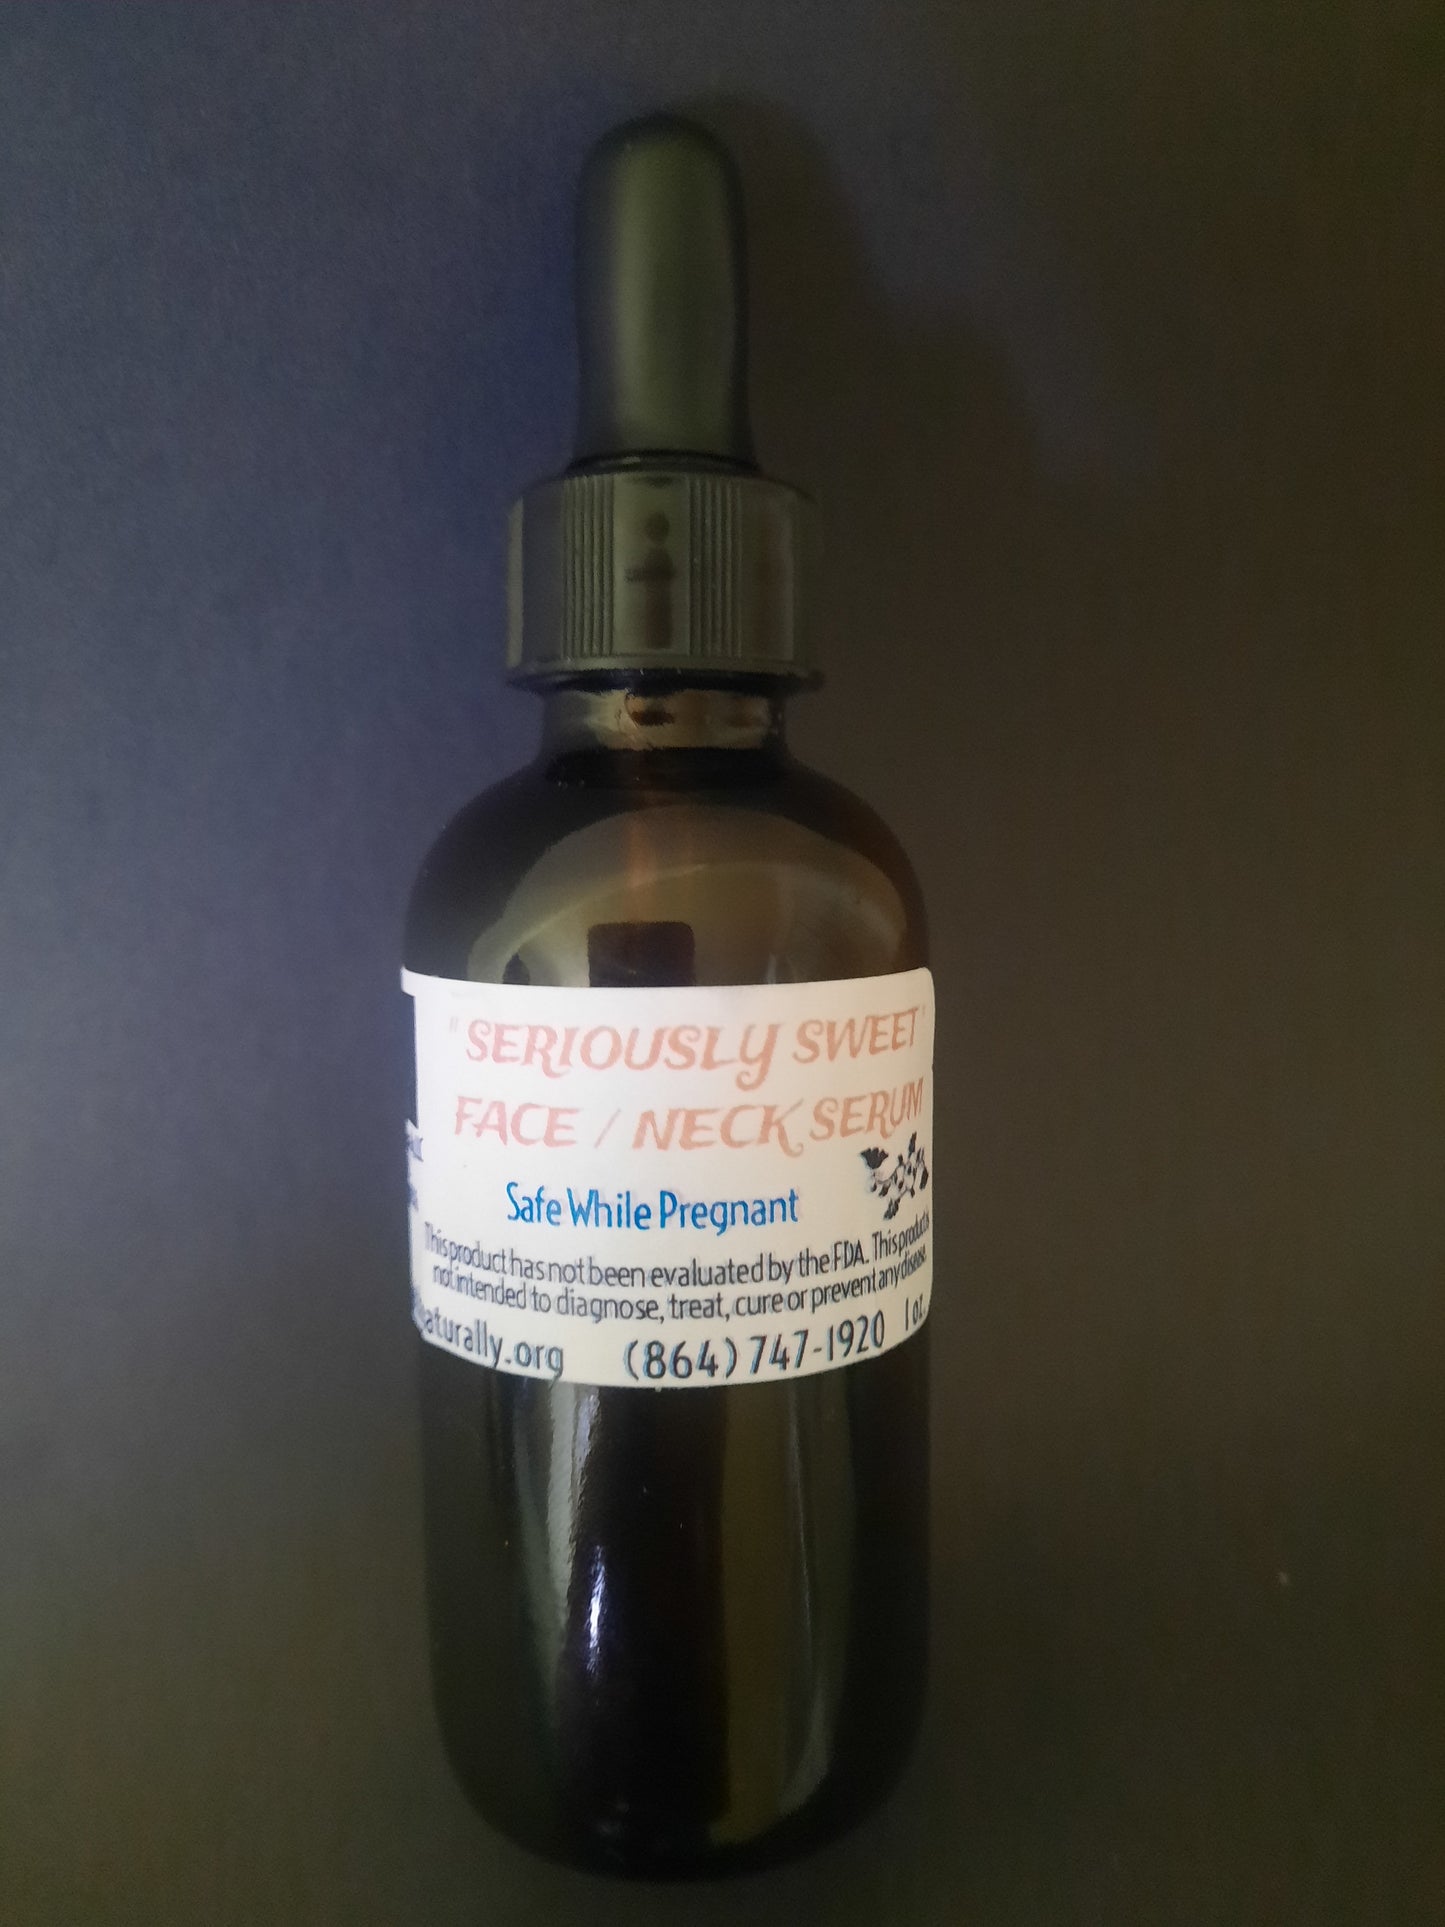 "SERIOUSLY SWEET"
FACE / NECK SERUM
Safe While Pregnant
This product has not been evaluated by the FDA. This product is
not intended to diagnose, treat, cure or prevent any disease.
naturally.org (864) 747-1920 1 oz.